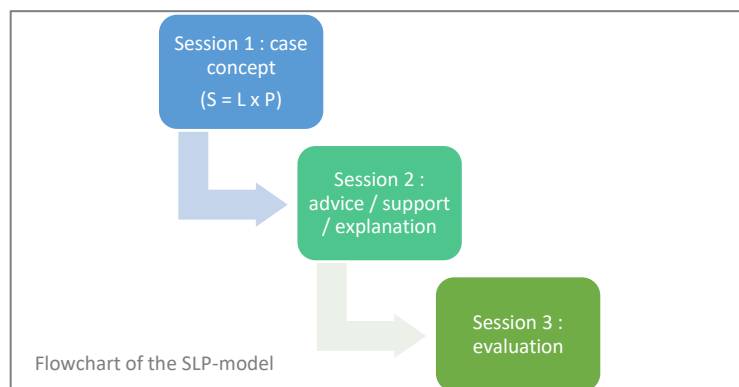 Session 1 : case
concept
(S = L x P)
Session 2 :
advice / support
/ explanation
Session 3 :
evaluation
Flowchart of the SLP-model